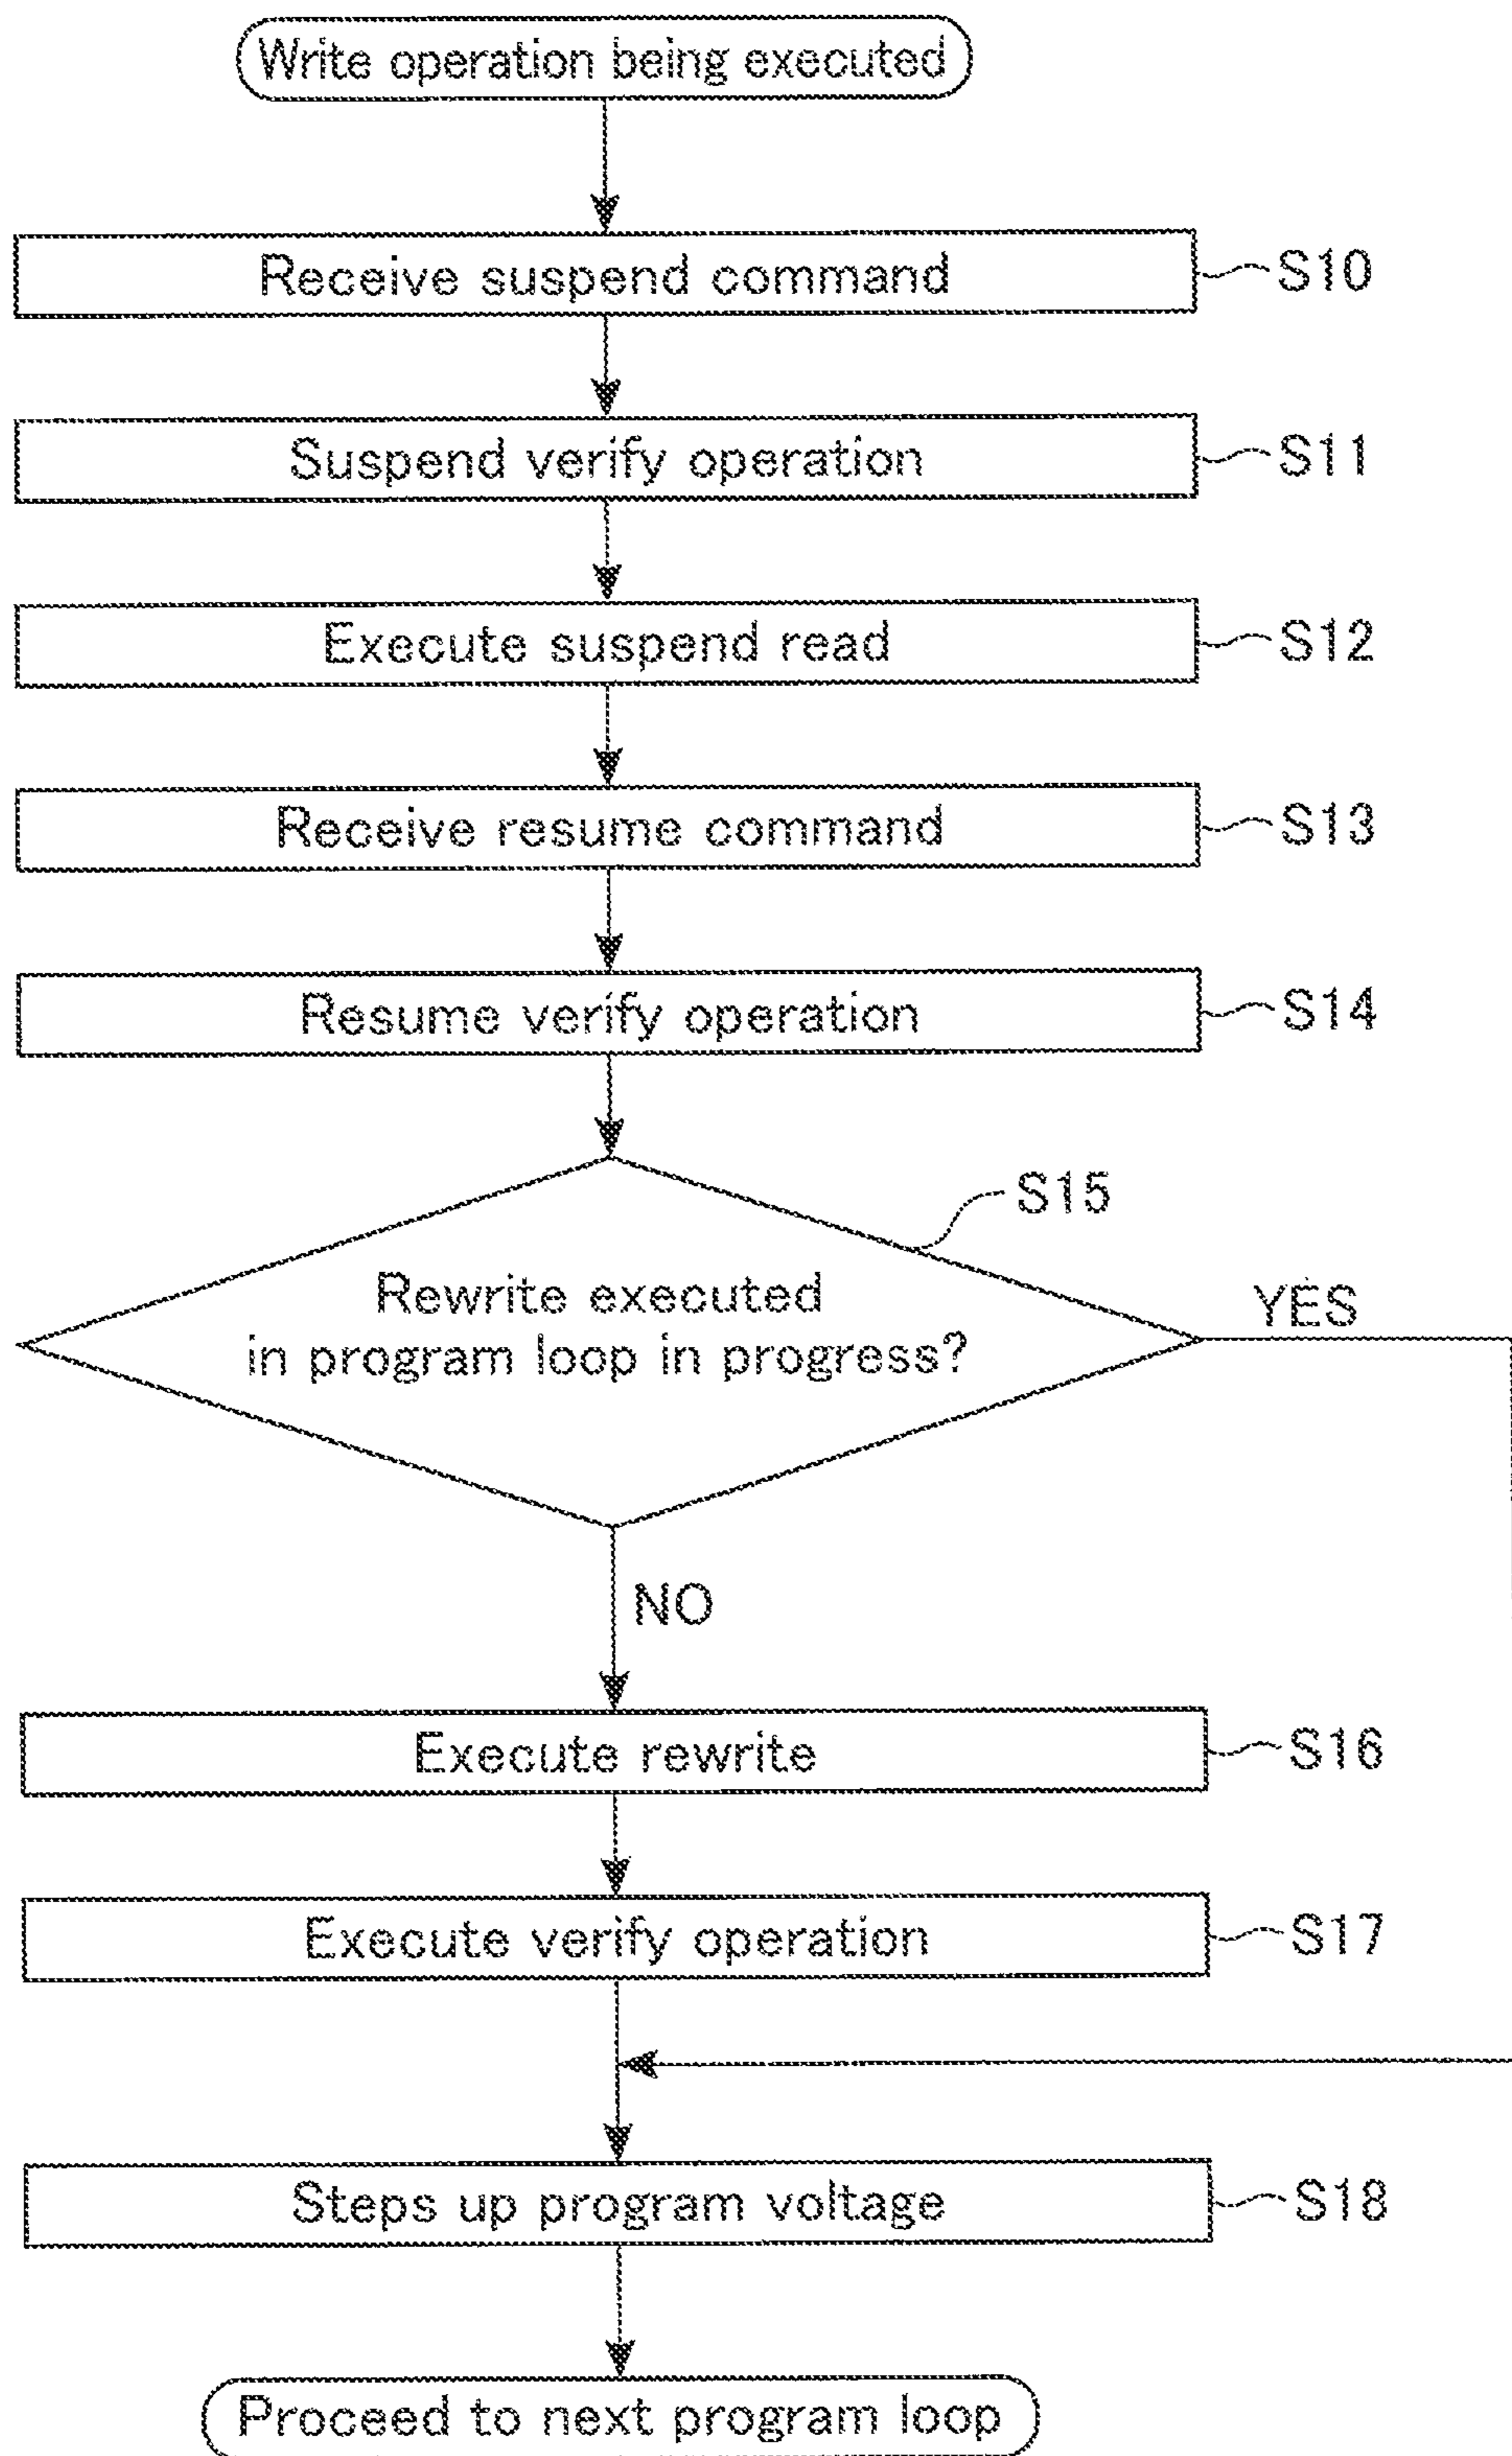 Write operation being executed
Receive suspend command
S10
Suspend verify operation
S11
Execute suspend read
S12
Receive resume command
S13
Resume verify operation
S14
S15
Rewrite executed
in program loop in progress?
YES
NO
Execute rewrite
S16
Execute verify operation
S17
Steps up program voltage
S18
Proceed to next program loop